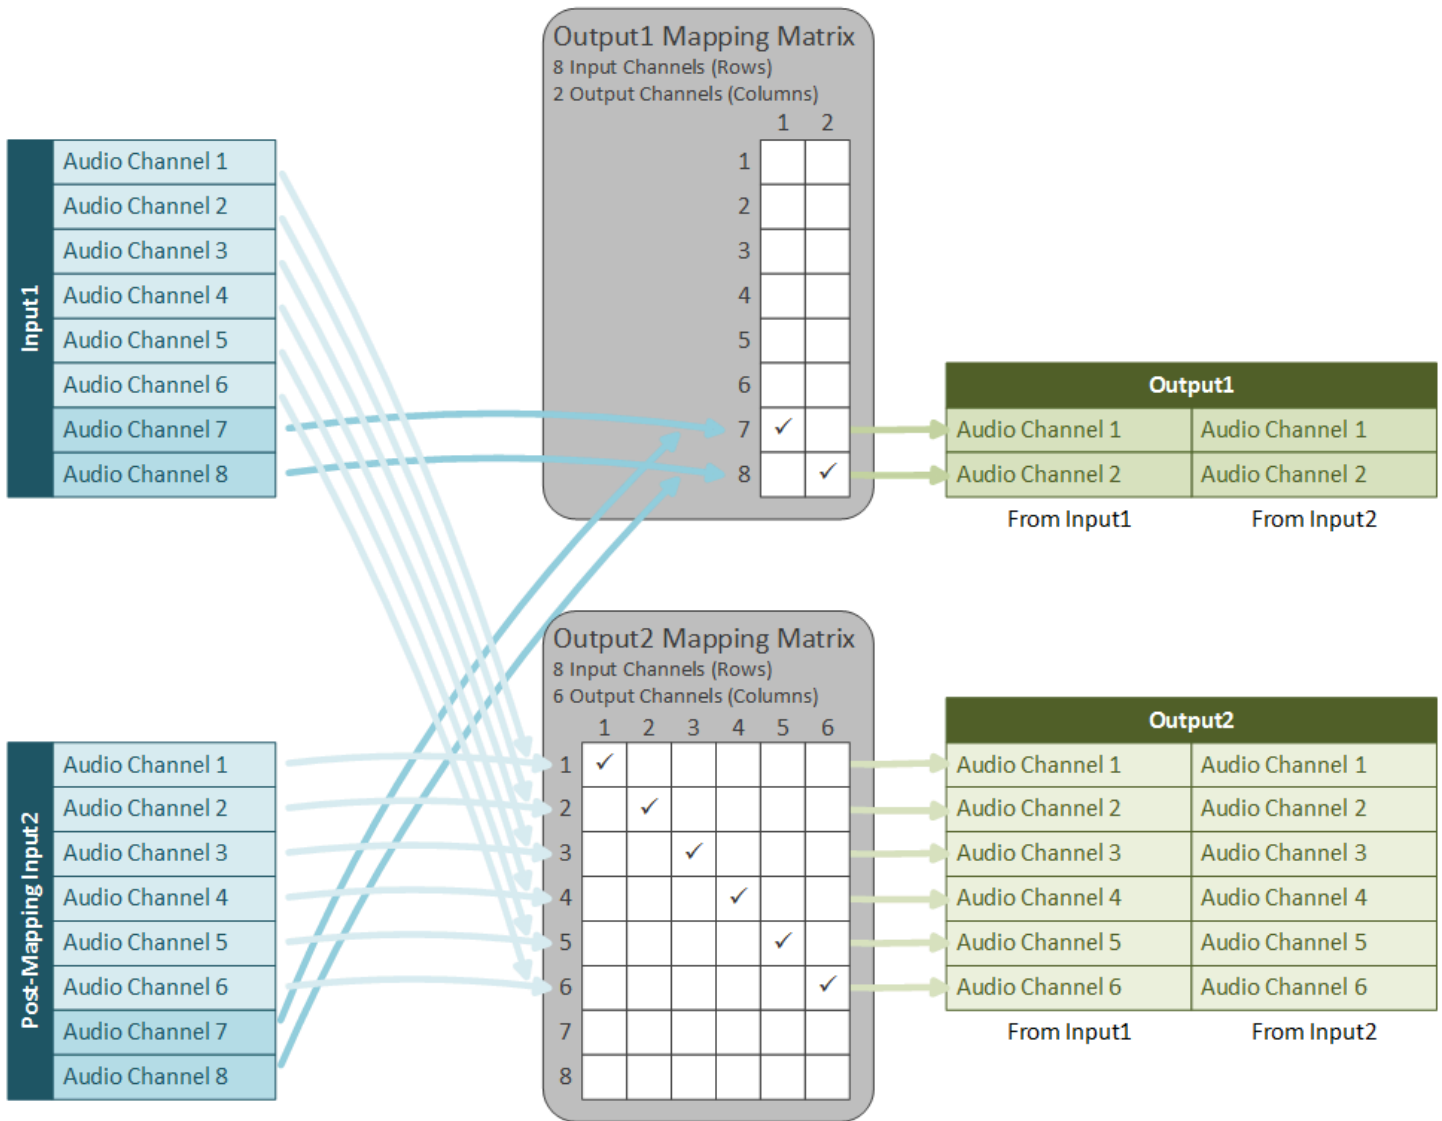 Output1 Mapping Matrix
8 Input Channels (Rows)
2 Output Channels (Columns)
1 2
1
2
3
4
5
6
7 ✓
8 ✓
Input1
Audio Channel 1
Audio Channel 2
Audio Channel 3
Audio Channel 4
Audio Channel 5
Audio Channel 6
Audio Channel 7
Audio Channel 8
Output1
Audio Channel 1 Audio Channel 1
Audio Channel 2 Audio Channel 2
From Input1 From Input2
Post-Mapping Input2
Audio Channel 1
Audio Channel 2
Audio Channel 3
Audio Channel 4
Audio Channel 5
Audio Channel 6
Audio Channel 7
Audio Channel 8
Output2 Mapping Matrix
8 Input Channels (Rows)
6 Output Channels (Columns)
1 2 3 4 5 6
1 ✓
2 ✓
3 ✓
4 ✓
5 ✓
6 ✓
7
8
Output2
Audio Channel 1 Audio Channel 1
Audio Channel 2 Audio Channel 2
Audio Channel 3 Audio Channel 3
Audio Channel 4 Audio Channel 4
Audio Channel 5 Audio Channel 5
Audio Channel 6 Audio Channel 6
From Input1 From Input2